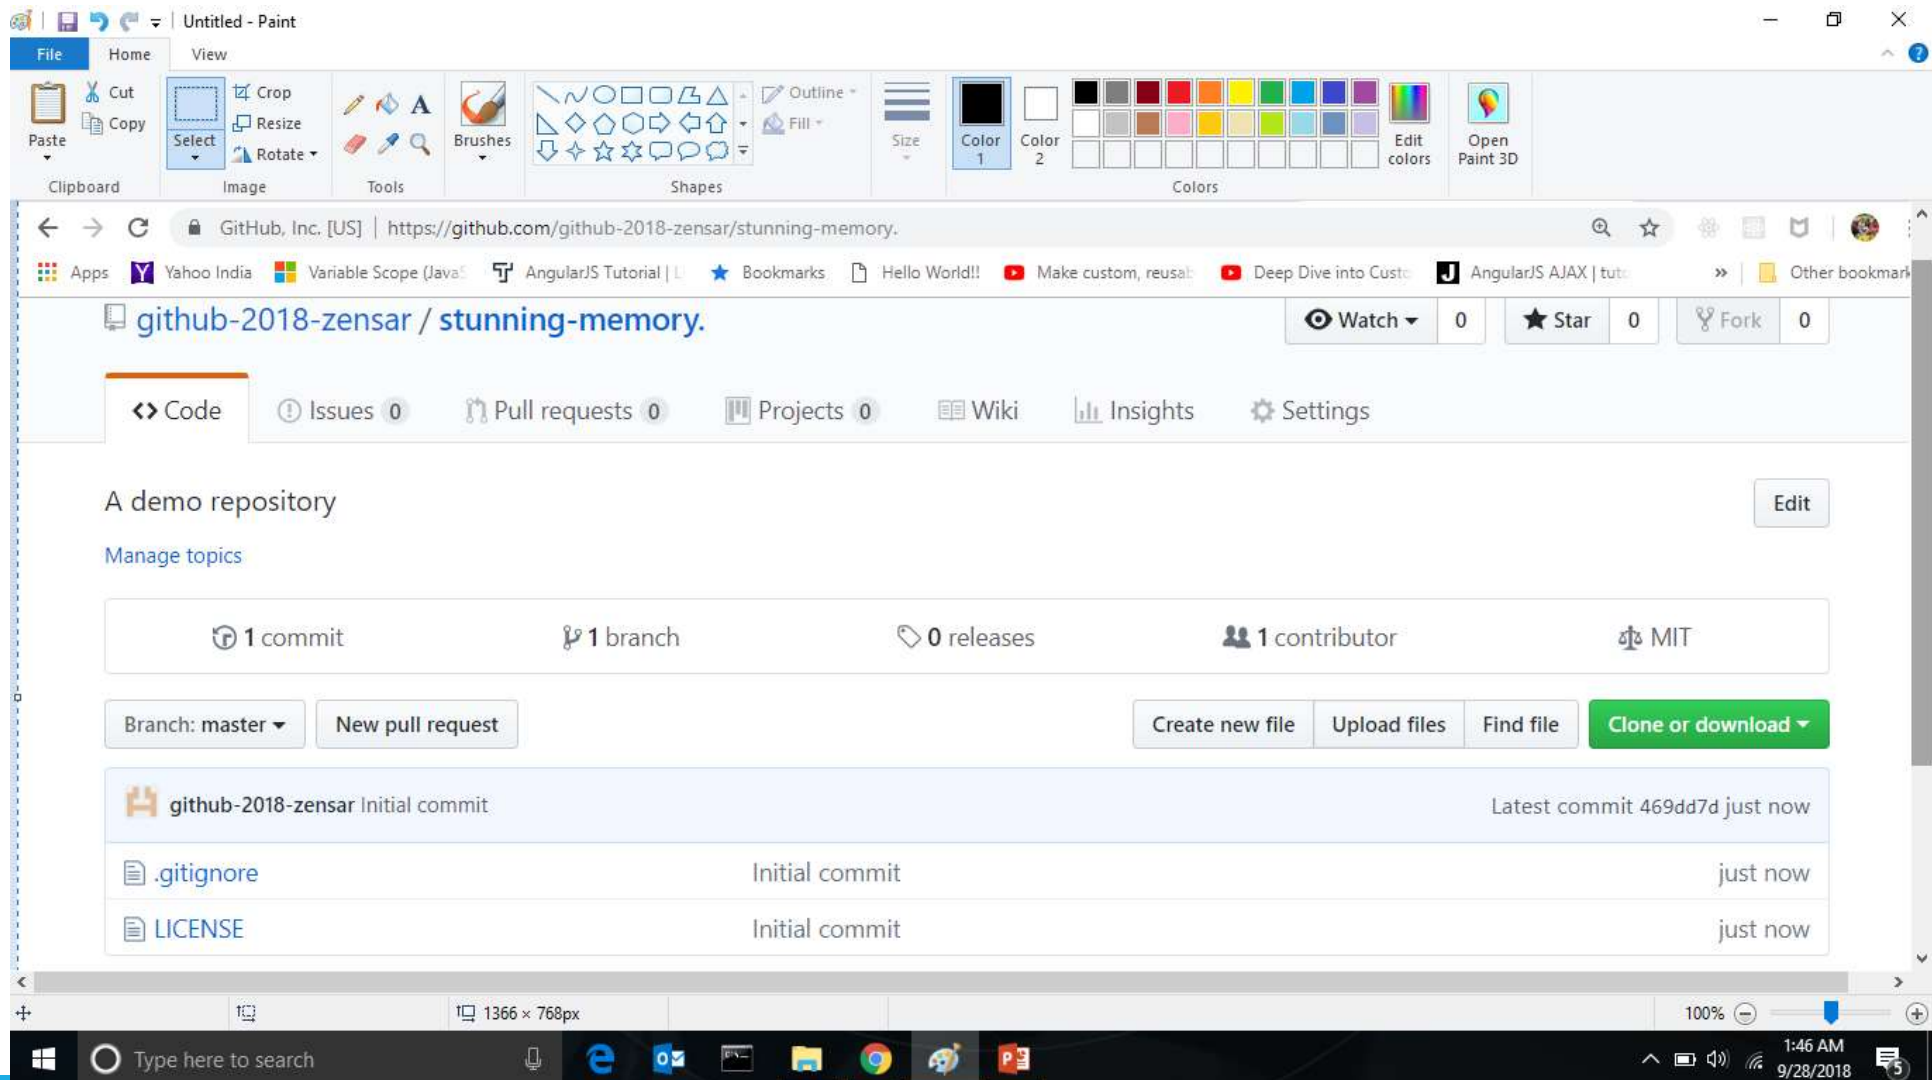 Untitled - Paint
File Home View
Paste
Cut
Copy
Clipboard
Select
Crop
Resize
Rotate
Image
A
Tools
Brushes
Shapes
Outline
Fill
Size
Color 1
Color 2
Colors
Edit colors
Open Paint 3D
GitHub, Inc. [US] | https://github.com/github-2018-zensar/stunning-memory.
Apps Yahoo India Variable Scope (JavaS AngularJS Tutorial | L Bookmarks Hello World!! Make custom, reusab Deep Dive into Custo AngularJS AJAX | tuto » Other bookmark
github-2018-zensar / stunning-memory.
Watch 0 Star 0 Fork 0
Code Issues 0 Pull requests 0 Projects 0 Wiki Insights Settings
A demo repository
Edit
Manage topics
1 commit 1 branch 0 releases 1 contributor MIT
Branch: master New pull request Create new file Upload files Find file Clone or download
github-2018-zensar Initial commit Latest commit 469dd7d just now
.gitignore Initial commit just now
LICENSE Initial commit just now
1366 × 768px 100%
Type here to search
1:46 AM
9/28/2018
5